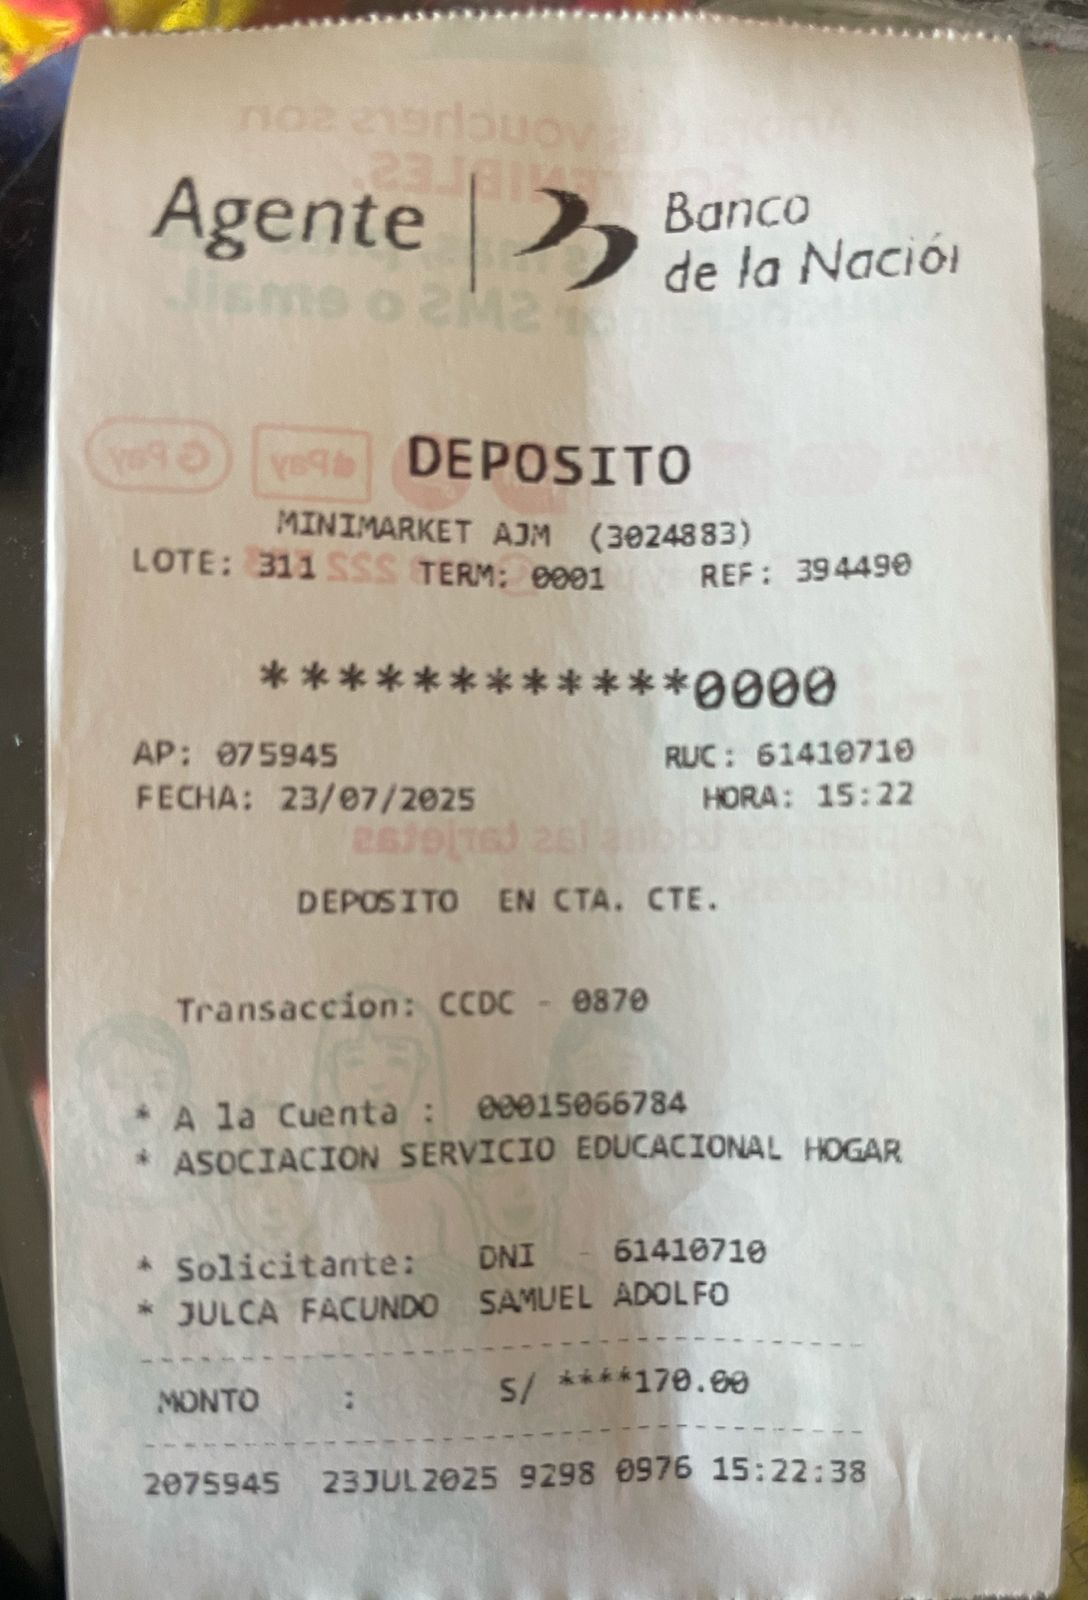 Agente | Banco
de la Nación
DEPOSITO
MINIMARKET AJM (3024883)
LOTE: 311 TERM: 0001 REF: 394490
************0000
AP: 075945 RUC: 61410710
FECHA: 23/07/2025 HORA: 15:22
DEPOSITO EN CTA. CTE.
Transaccion: CCDC - 0870
* A la Cuenta : 00015066784
* ASOCIACION SERVICIO EDUCACIONAL HOGAR
* Solicitante: DNI - 61410710
* JULCA FACUNDO SAMUEL ADOLFO
MONTO : S/ ****170.00
2075945 23JUL2025 9298 0976 15:22:38